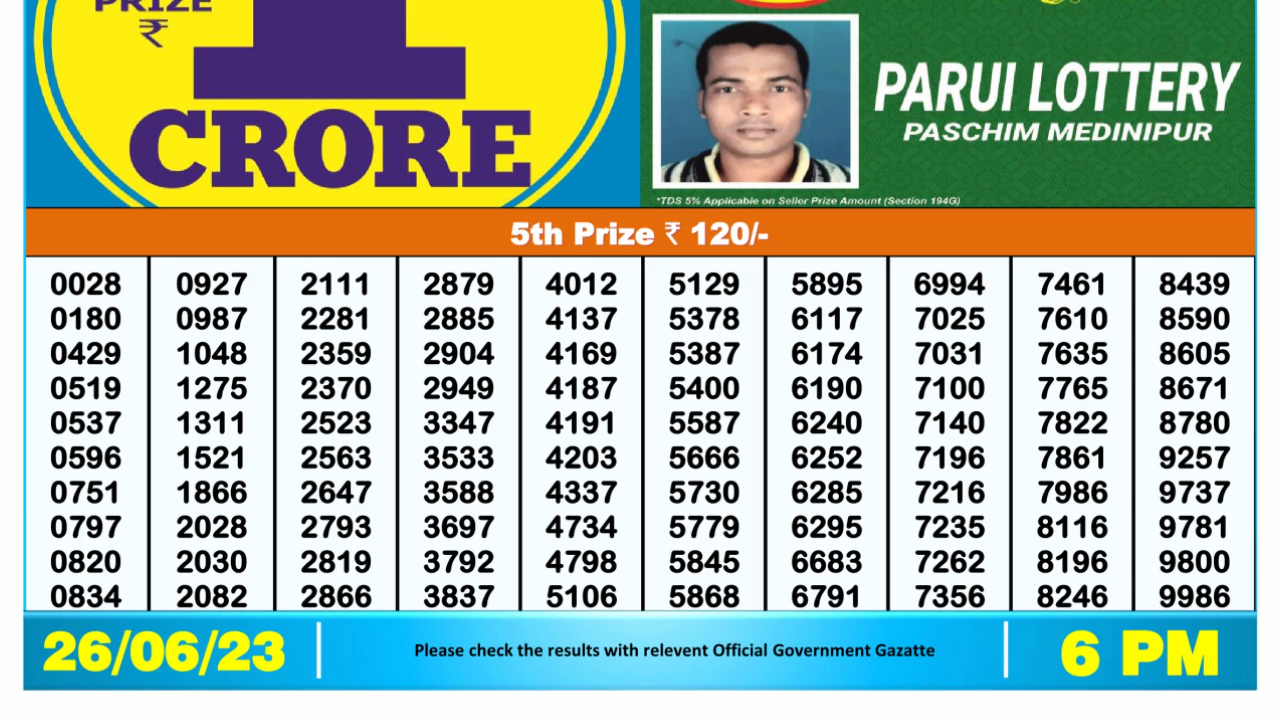 PRIZE
₹
1
CRORE
PARUI LOTTERY
PASCHIM MEDINIPUR
*TDS 5% Applicable on Seller Prize Amount (Section 194G)
5th Prize ₹ 120/-
0028 0927 2111 2879 4012 5129 5895 6994 7461 8439
0180 0987 2281 2885 4137 5378 6117 7025 7610 8590
0429 1048 2359 2904 4169 5387 6174 7031 7635 8605
0519 1275 2370 2949 4187 5400 6190 7100 7765 8671
0537 1311 2523 3347 4191 5587 6240 7140 7822 8780
0596 1521 2563 3533 4203 5666 6252 7196 7861 9257
0751 1866 2647 3588 4337 5730 6285 7216 7986 9737
0797 2028 2793 3697 4734 5779 6295 7235 8116 9781
0820 2030 2819 3792 4798 5845 6683 7262 8196 9800
0834 2082 2866 3837 5106 5868 6791 7356 8246 9986
26/06/23 Please check the results with relevent Official Government Gazatte 6 PM